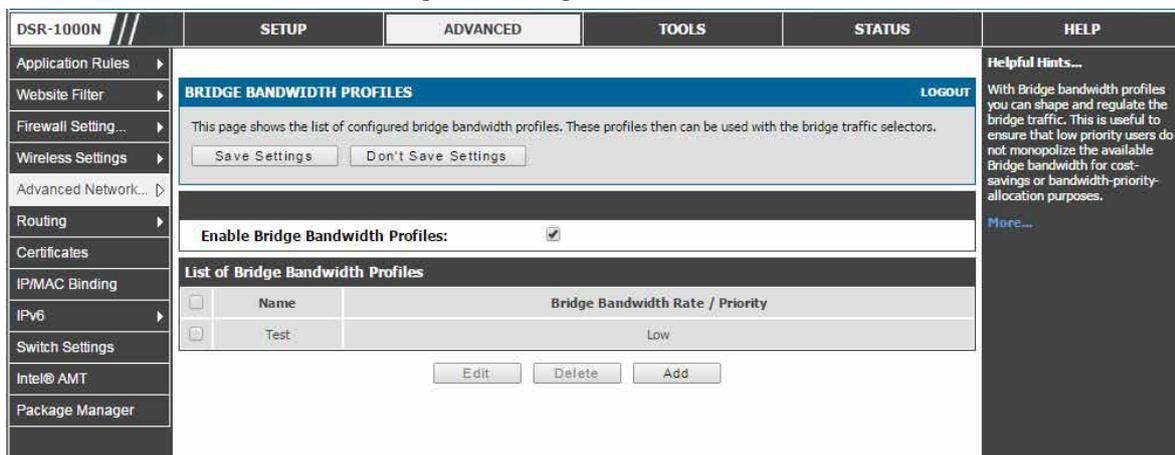 DSR-1000N
SETUP
ADVANCED
TOOLS
STATUS
HELP
Application Rules
Website Filter
Firewall Setting...
Wireless Settings
Advanced Network...
Routing
Certificates
IP/MAC Binding
IPv6
Switch Settings
Intel® AMT
Package Manager
BRIDGE BANDWIDTH PROFILES
LOGOUT
This page shows the list of configured bridge bandwidth profiles. These profiles then can be used with the bridge traffic selectors.
Save Settings
Don't Save Settings
Enable Bridge Bandwidth Profiles:
List of Bridge Bandwidth Profiles
Name
Bridge Bandwidth Rate / Priority
Test
Low
Edit
Delete
Add
Helpful Hints...
With Bridge bandwidth profiles
you can shape and regulate the
bridge traffic. This is useful to
ensure that low priority users do
not monopolize the available
Bridge bandwidth for cost-
savings or bandwidth-priority-
allocation purposes.
More...